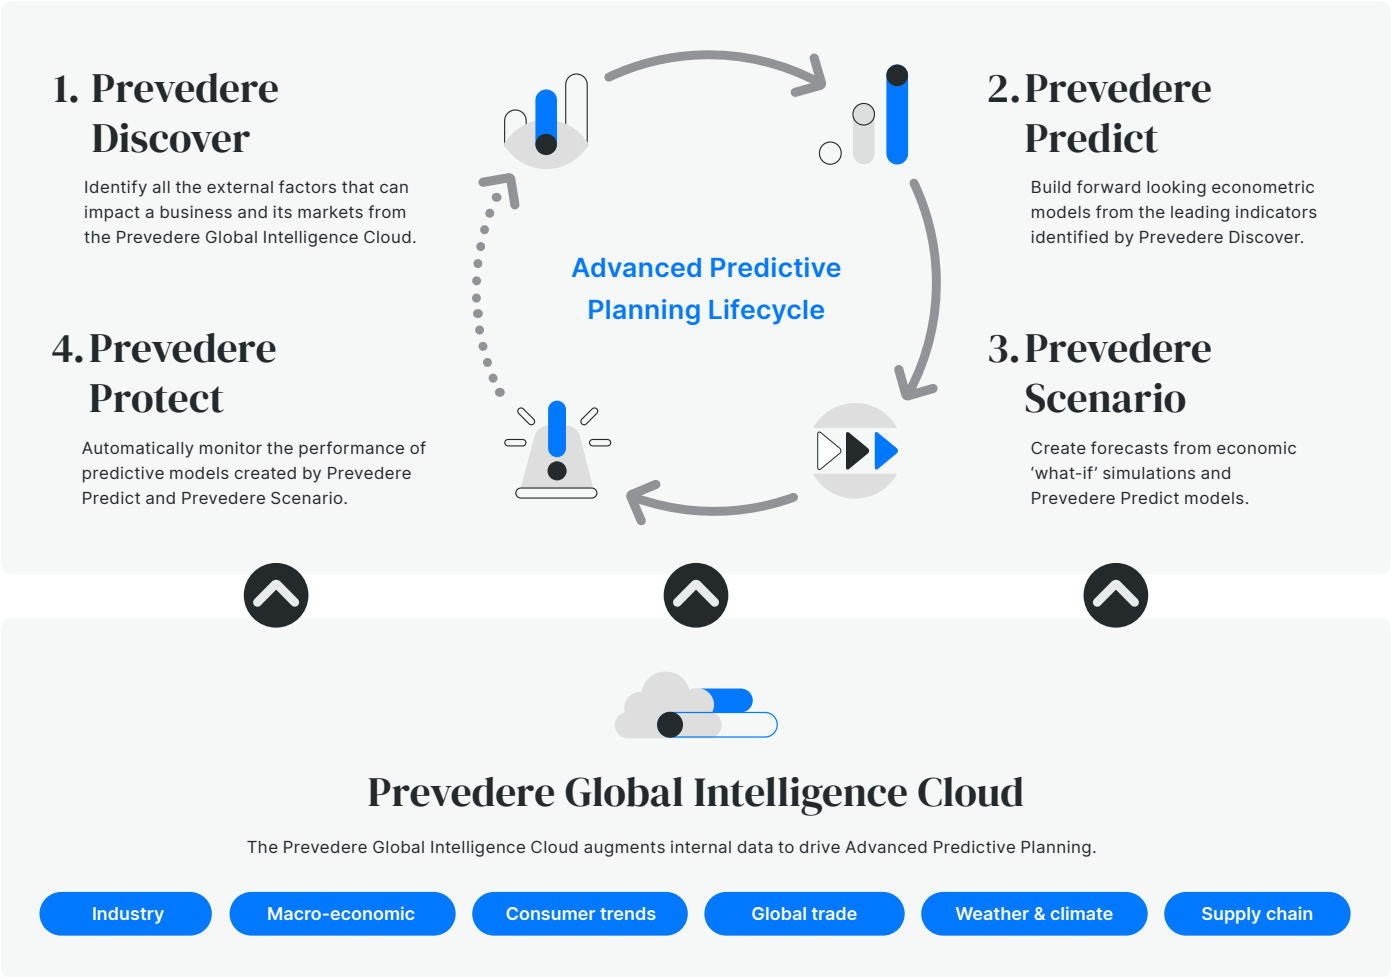 1. Prevedere
Discover
Identify all the external factors that can
impact a business and its markets from
the Prevedere Global Intelligence Cloud.
2. Prevedere
Predict
Build forward looking econometric
models from the leading indicators
identified by Prevedere Discover.
Advanced Predictive
Planning Lifecycle
4. Prevedere
Protect
Automatically monitor the performance of
predictive models created by Prevedere
Predict and Prevedere Scenario.
3. Prevedere
Scenario
Create forecasts from economic
‘what-if’ simulations and
Prevedere Predict models.
Prevedere Global Intelligence Cloud
The Prevedere Global Intelligence Cloud augments internal data to drive Advanced Predictive Planning.
Industry
Macro-economic
Consumer trends
Global trade
Weather & climate
Supply chain